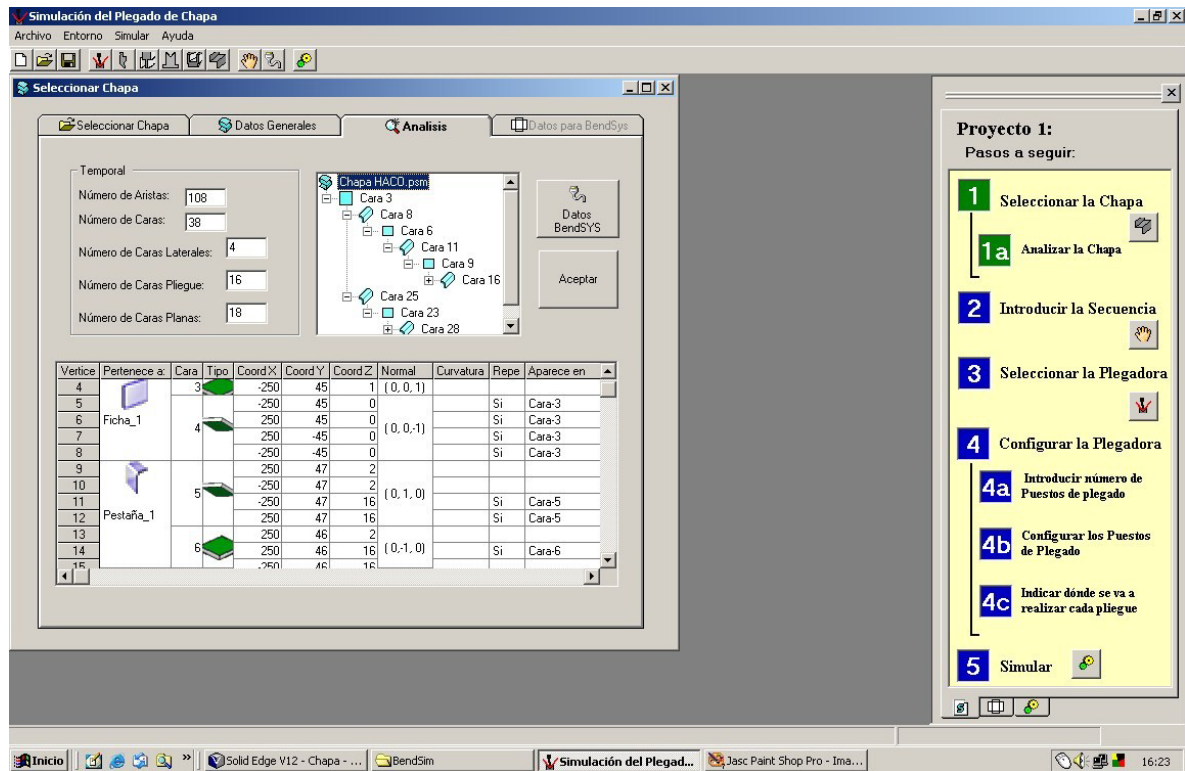 Simulación del Plegado de Chapa
Archivo Entorno Simular Ayuda
Seleccionar Chapa
Seleccionar Chapa Datos Generales Analisis Datos para BendSys
Temporal
Número de Aristas: 108
Número de Caras: 38
Número de Caras Laterales: 4
Número de Caras Pliegue: 16
Número de Caras Planas: 18
Chapa HACO.psm
Cara 3
Cara 8
Cara 6
Cara 11
Cara 9
Cara 16
Cara 25
Cara 23
Cara 28
Datos BendSYS
Aceptar
Vertice Pertenece a: Cara Tipo Coord X Coord Y Coord Z Normal Curvatura Repe Aparece en
4 3 -250 45 1 ( 0, 0, 1)
5 -250 45 0 Si Cara-3
6 Ficha_1 4 250 45 0 ( 0, 0,-1) Si Cara-3
7 250 -45 0 Si Cara-3
8 -250 -45 0 Si Cara-3
9 250 47 2
10 -250 47 2
11 5 -250 47 16 ( 0, 1, 0) Si Cara-5
12 Pestaña_1 250 47 16 Si Cara-5
13 250 46 2
14 6 250 46 16 ( 0,-1, 0) Si Cara-6
15 -250 46 16
Proyecto 1:
Pasos a seguir:
1 Seleccionar la Chapa
1a Analizar la Chapa
2 Introducir la Secuencia
3 Seleccionar la Plegadora
4 Configurar la Plegadora
4a Introducir número de Puestos de plegado
4b Configurar los Puestos de Plegado
4c Indicar dónde se va a realizar cada pliegue
5 Simular
Inicio » Solid Edge V12 - Chapa - ... BendSim Simulación del Plegad... Jasc Paint Shop Pro - Ima... 16:23